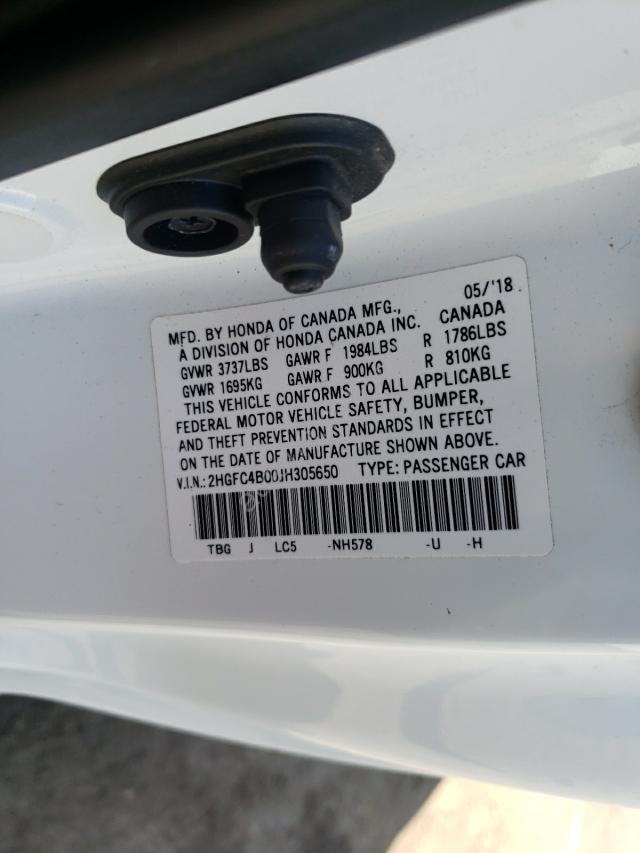 MFD. BY HONDA OF CANADA MFG., 05/'18
A DIVISION OF HONDA CANADA INC. CANADA
GVWR 3737LBS GAWR F 1984LBS R 1786LBS
GVWR 1695KG GAWR F 900KG R 810KG
THIS VEHICLE CONFORMS TO ALL APPLICABLE
FEDERAL MOTOR VEHICLE SAFETY, BUMPER,
AND THEFT PREVENTION STANDARDS IN EFFECT
ON THE DATE OF MANUFACTURE SHOWN ABOVE.
V.I.N.: 2HGFC4B00JH305650 TYPE: PASSENGER CAR
TBG J LC5 -NH578 -U -H